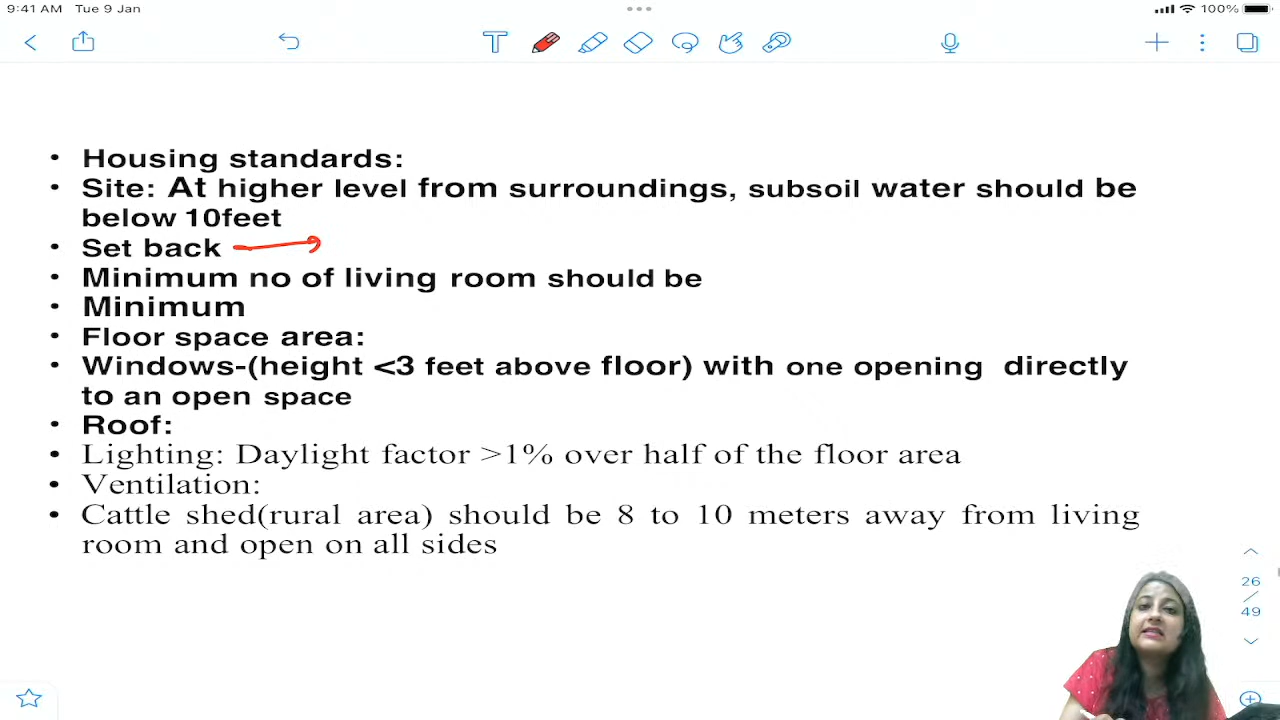 9:41 AM Tue 9 Jan
100%
• Housing standards:
• Site: At higher level from surroundings, subsoil water should be
below 10feet
• Set back
• Minimum no of living room should be
• Minimum
• Floor space area:
• Windows-(height <3 feet above floor) with one opening directly
to an open space
• Roof:
• Lighting: Daylight factor >1% over half of the floor area
• Ventilation:
• Cattle shed(rural area) should be 8 to 10 meters away from living
room and open on all sides
26
/
49